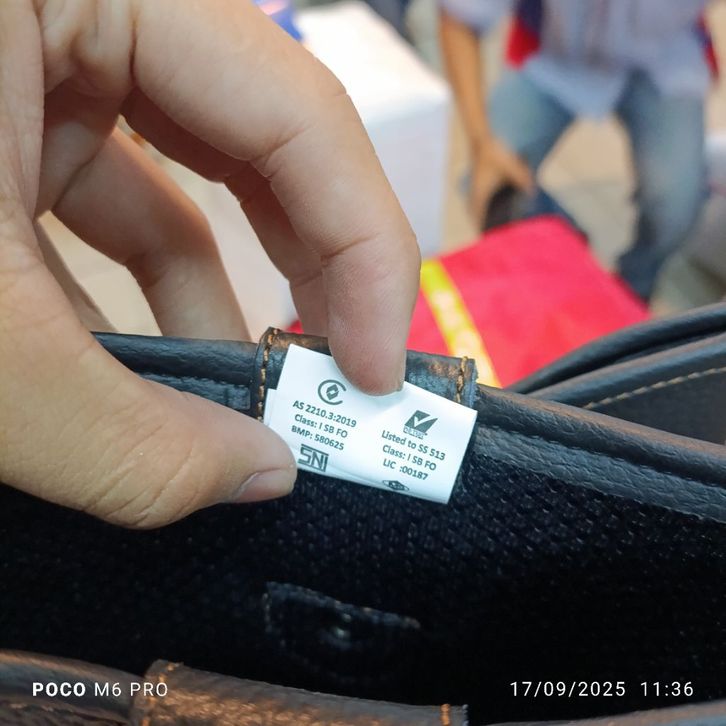 AS 2210.3:2019
Class: I SB FO
BMP: 580625
SNI
Listed to SS 513
Class: I SB FO
LIC :00187
POCO M6 PRO
17/09/2025 11:36